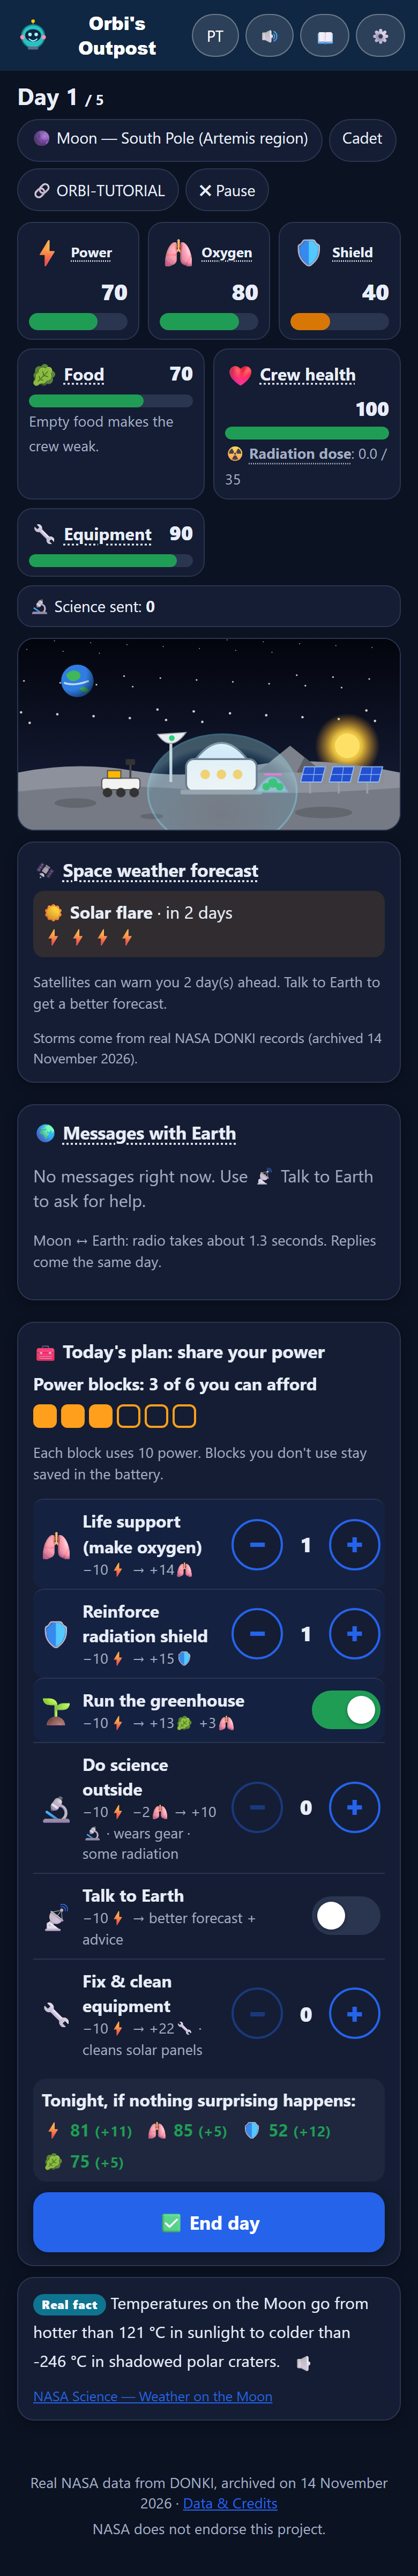 Orbi's
Outpost
PT
Day 1 / 5
Moon — South Pole (Artemis region)
Cadet
ORBI-TUTORIAL
Pause
Power
70
Oxygen
80
Shield
40
Food 70
Empty food makes the
crew weak.
Crew health
100
Radiation dose: 0.0 /
35
Equipment 90
Science sent: 0
Space weather forecast
Solar flare · in 2 days
Satellites can warn you 2 day(s) ahead. Talk to Earth to
get a better forecast.
Storms come from real NASA DONKI records (archived 14
November 2026).
Messages with Earth
No messages right now. Use 📡 Talk to Earth
to ask for help.
Moon ↔ Earth: radio takes about 1.3 seconds. Replies
come the same day.
Today's plan: share your power
Power blocks: 3 of 6 you can afford
Each block uses 10 power. Blocks you don't use stay
saved in the battery.
Life support
(make oxygen)
−10 ⚡ → +14 🫁
− 1 +
Reinforce
radiation shield
−10 ⚡ → +15 🛡️
− 1 +
Run the greenhouse
−10 ⚡ → +13 🥬 +3 🫁
Do science
outside
−10 ⚡ −2 🫁 → +10
🔬 · wears gear ·
some radiation
− 0 +
Talk to Earth
−10 ⚡ → better forecast +
advice
Fix & clean
equipment
−10 ⚡ → +22 🔧 ·
cleans solar panels
− 0 +
Tonight, if nothing surprising happens:
⚡ 81 (+11) 🫁 85 (+5) 🛡️ 52 (+12)
🥬 75 (+5)
✅ End day
Real fact Temperatures on the Moon go from
hotter than 121 °C in sunlight to colder than
-246 °C in shadowed polar craters.
NASA Science — Weather on the Moon
Real NASA data from DONKI, archived on 14 November
2026 · Data & Credits
NASA does not endorse this project.